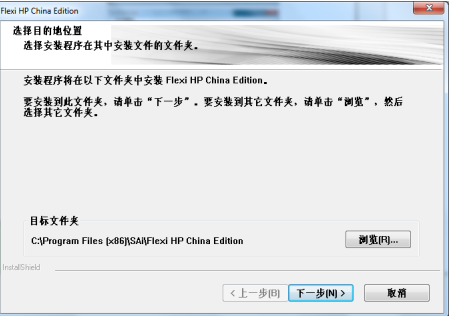 Flexi HP China Edition
选择目的地位置
选择安装程序在其中安装文件的文件夹。
安装程序将在以下文件夹中安装 Flexi HP China Edition。
要安装到此文件夹，请单击“下一步”。要安装到其它文件夹，请单击“浏览”，然后
选择其它文件夹。
目标文件夹
C:\Program Files (x86)\SAi\Flexi HP China Edition
浏览(R)...
InstallShield
< 上一步(B)
下一步(N) >
取消